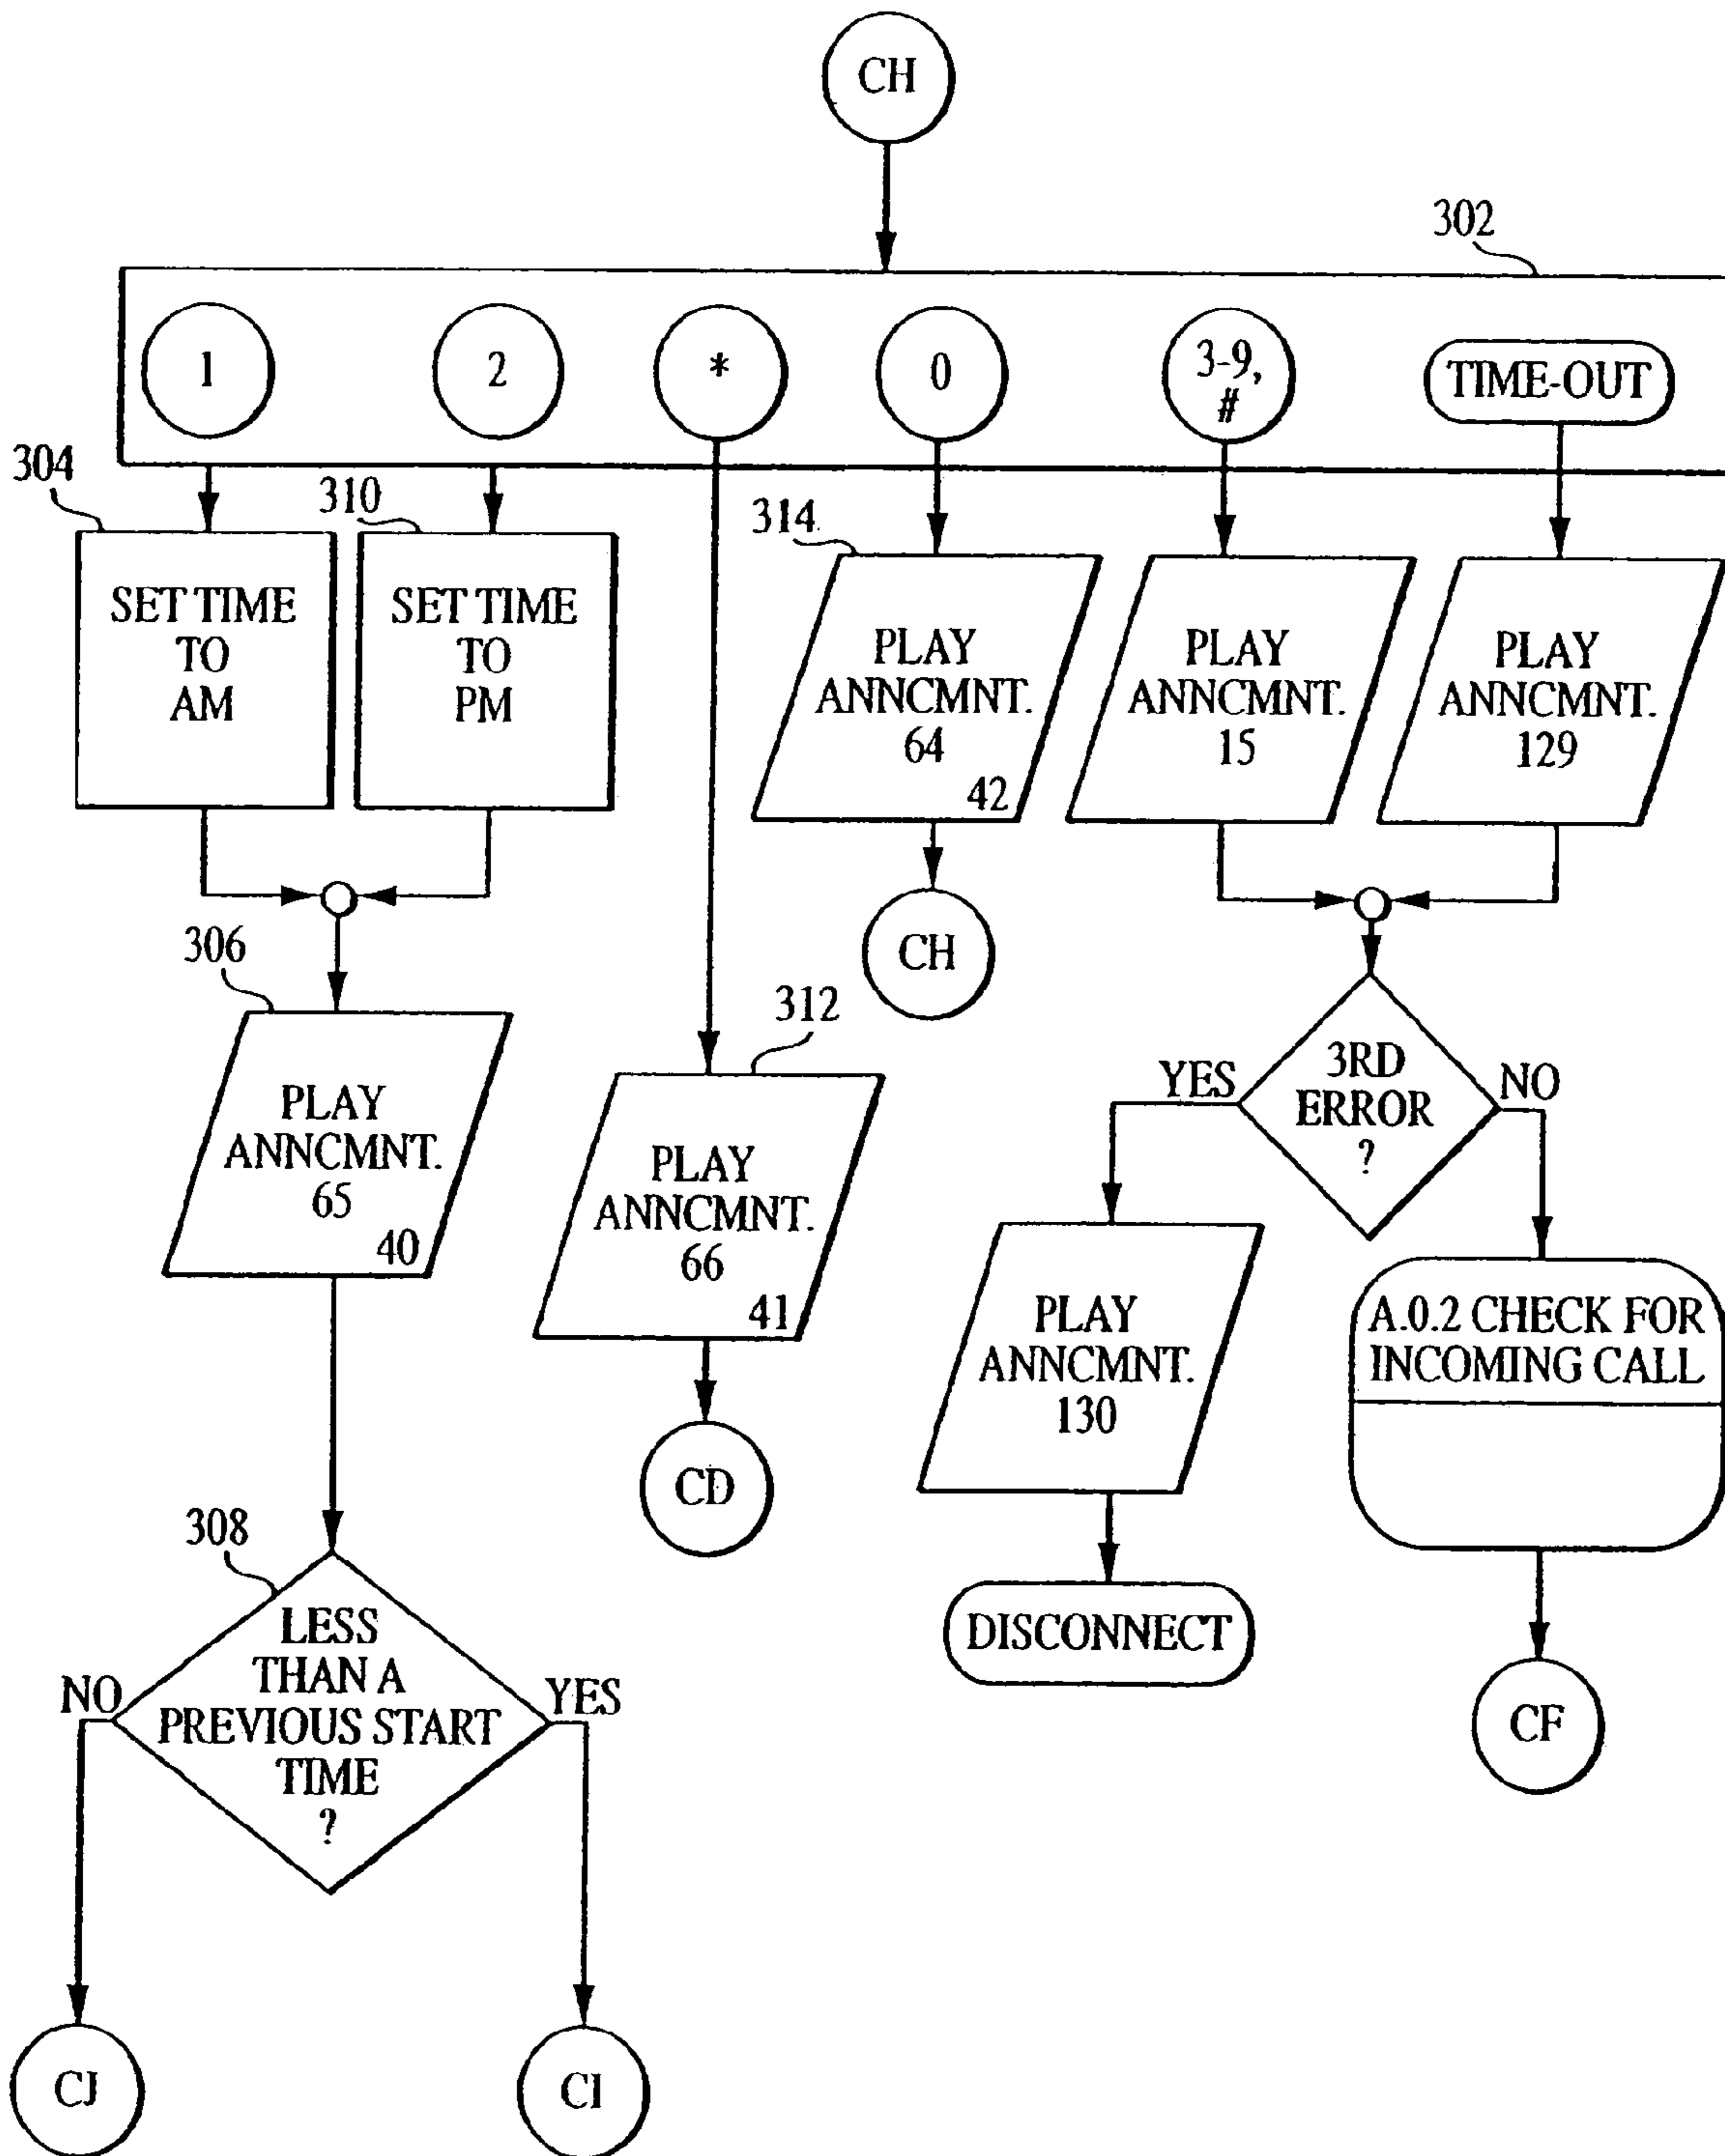 CH
302
1
2
*
0
3-9,
#
TIME-OUT
304
310
314
SET TIME
TO
AM
SET TIME
TO
PM
PLAY
ANNCMNT.
64
42
PLAY
ANNCMNT.
15
PLAY
ANNCMNT.
129
CH
306
312
PLAY
ANNCMNT.
65
40
PLAY
ANNCMNT.
66
41
YES
3RD
ERROR
?
NO
PLAY
ANNCMNT.
130
A.0.2 CHECK FOR
INCOMING CALL
CD
DISCONNECT
CF
308
NO
LESS
THAN A
PREVIOUS START
TIME
?
YES
CJ
CI